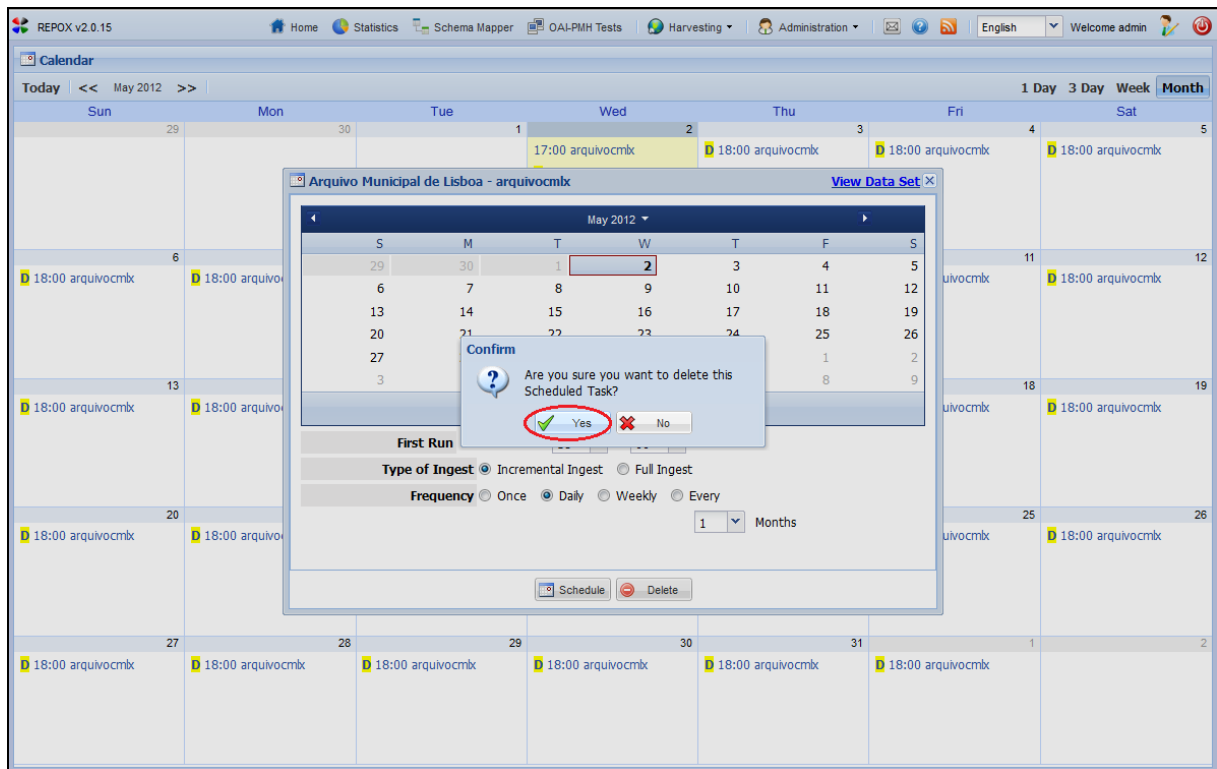 REPOX v2.0.15 Home Statistics Schema Mapper OAI-PMH Tests Harvesting Administration English Welcome admin
Calendar
Today << May 2012 >> 1 Day 3 Day Week Month
Sun Mon Tue Wed Thu Fri Sat
29 30 1 2 3 4 5
17:00 arquivocmlx D 18:00 arquivocmlx D 18:00 arquivocmlx D 18:00 arquivocmlx
Arquivo Municipal de Lisboa - arquivocmlx View Data Set
May 2012
S M T W T F S
29 30 1 2 3 4 5
6 7 8 9 10 11 12
13 14 15 16 17 18 19
20 21 22 23 24 25 26
27 1 2
3 8 9
Confirm
Are you sure you want to delete this
Scheduled Task?
Yes No
First Run
Type of Ingest Incremental Ingest Full Ingest
Frequency Once Daily Weekly Every
1 Months
Schedule Delete
6 11 12
D 18:00 arquivocmlx D 18:00 arquivo uivocmlx D 18:00 arquivocmlx
13 18 19
D 18:00 arquivocmlx D 18:00 arquivo uivocmlx D 18:00 arquivocmlx
20 25 26
D 18:00 arquivocmlx D 18:00 arquivo uivocmlx D 18:00 arquivocmlx
27 28 29 30 31 1 2
D 18:00 arquivocmlx D 18:00 arquivocmlx D 18:00 arquivocmlx D 18:00 arquivocmlx D 18:00 arquivocmlx D 18:00 arquivocmlx